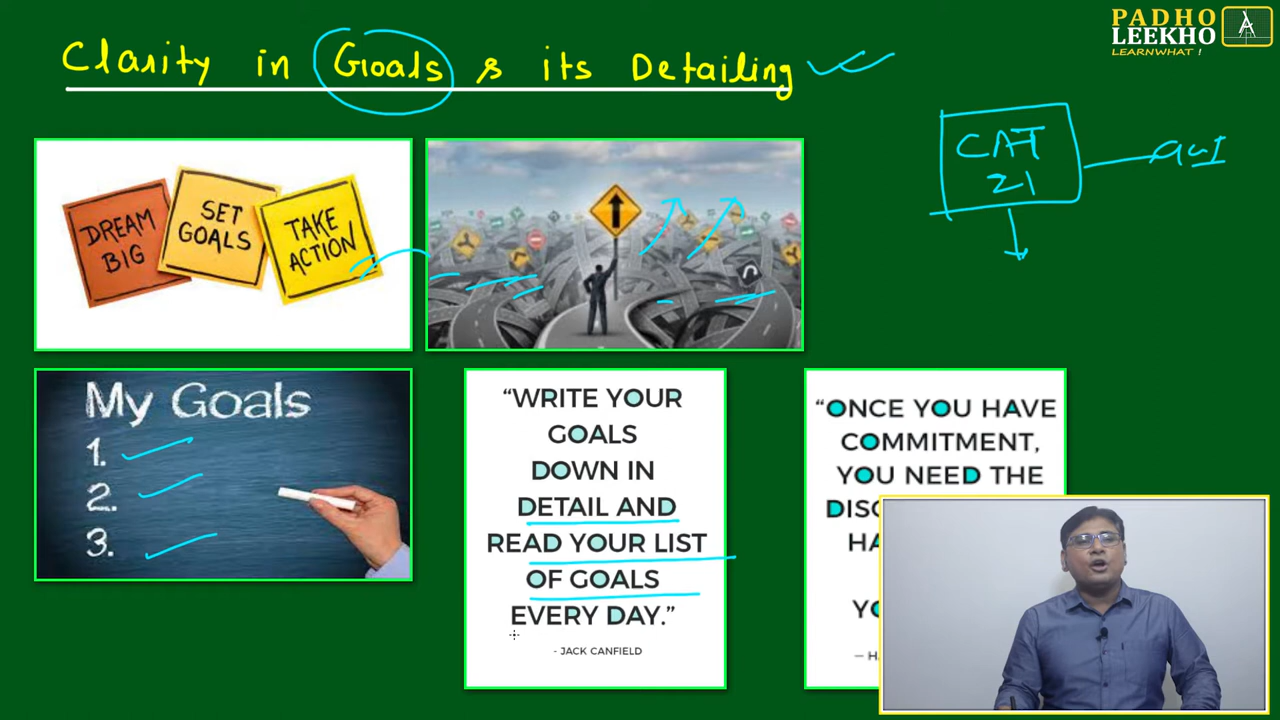 Clarity in Goals & its Detailing
PADHO
LEEKHO
LEARNWHAT !
CAT
21
DREAM
BIG
SET
GOALS
TAKE
ACTION
My Goals
1.
2.
3.
“WRITE YOUR
GOALS
DOWN IN
DETAIL AND
READ YOUR LIST
OF GOALS
EVERY DAY.”
- JACK CANFIELD
“ONCE YOU HAVE
COMMITMENT,
YOU NEED THE